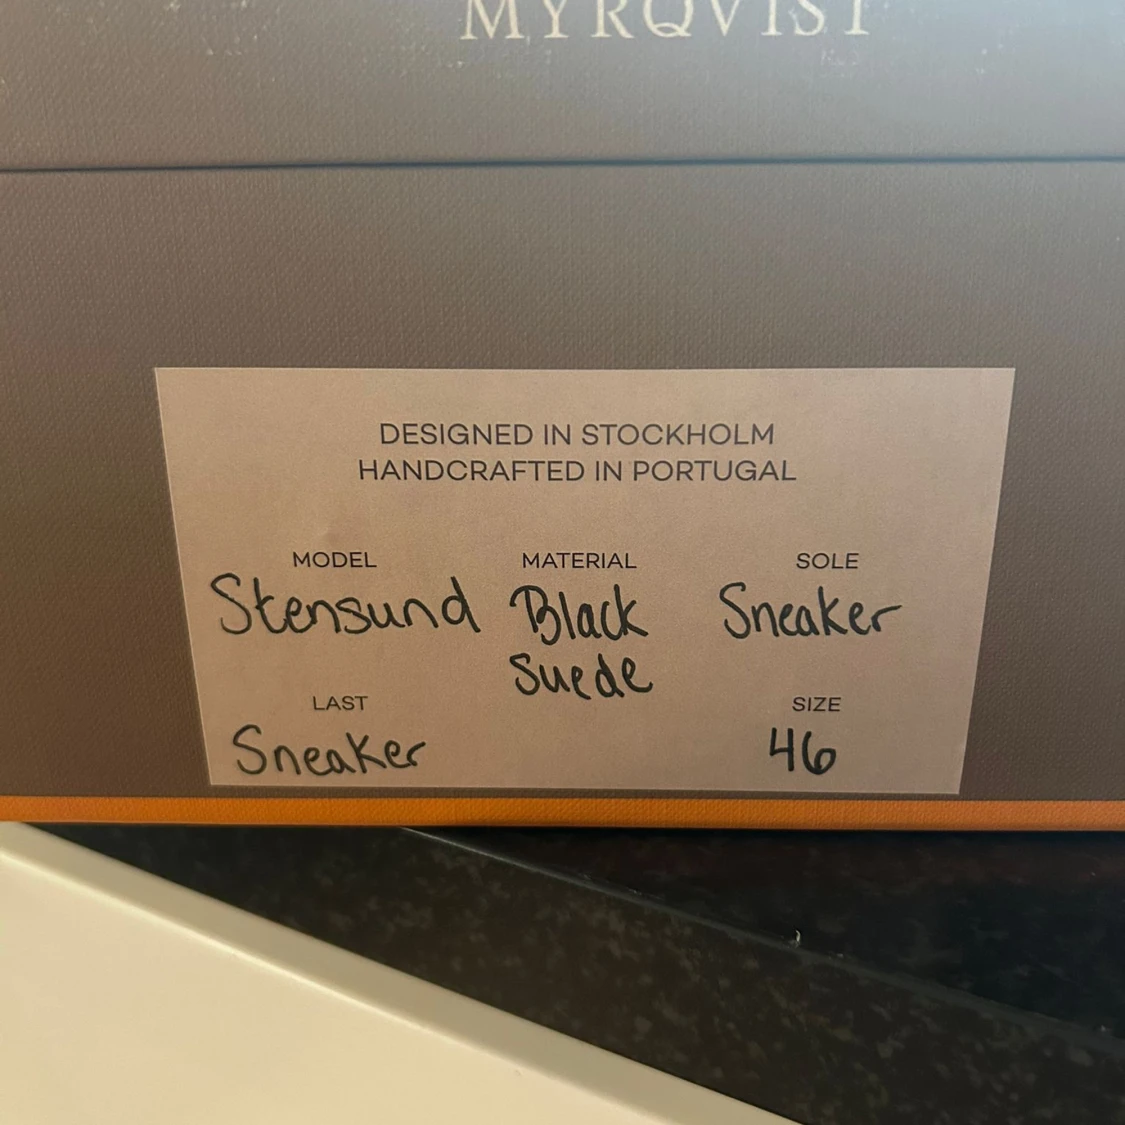 MYRQVIST
DESIGNED IN STOCKHOLM
HANDCRAFTED IN PORTUGAL
MODEL MATERIAL SOLE
Stensund Black Sneaker
Suede
LAST SIZE
Sneaker 46